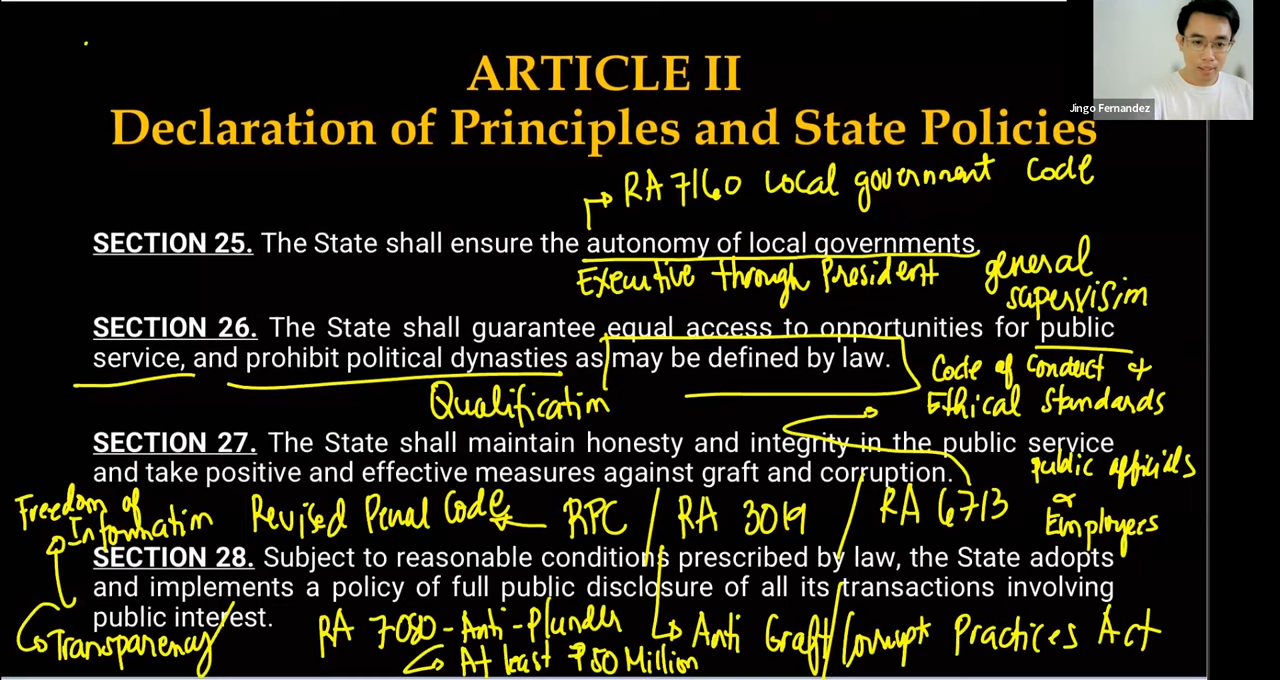 Jingo Fernandez
ARTICLE II
Declaration of Principles and State Policies
RA 7160 Local government Code
SECTION 25. The State shall ensure the autonomy of local governments.
Executive through President
general
supervision
SECTION 26. The State shall guarantee equal access to opportunities for public
service, and prohibit political dynasties as may be defined by law.
Qualification
Code of Conduct &
Ethical Standards
SECTION 27. The State shall maintain honesty and integrity in the public service
and take positive and effective measures against graft and corruption.
public officials
&
Employees
Freedom of
Information
Revised Penal Code
RPC
RA 3019
RA 6713
SECTION 28. Subject to reasonable conditions prescribed by law, the State adopts
and implements a policy of full public disclosure of all its transactions involving
public interest.
Transparency
RA 7080 - Anti - Plunder
At least ₱50 Million
Anti Graft / Corrupt Practices Act